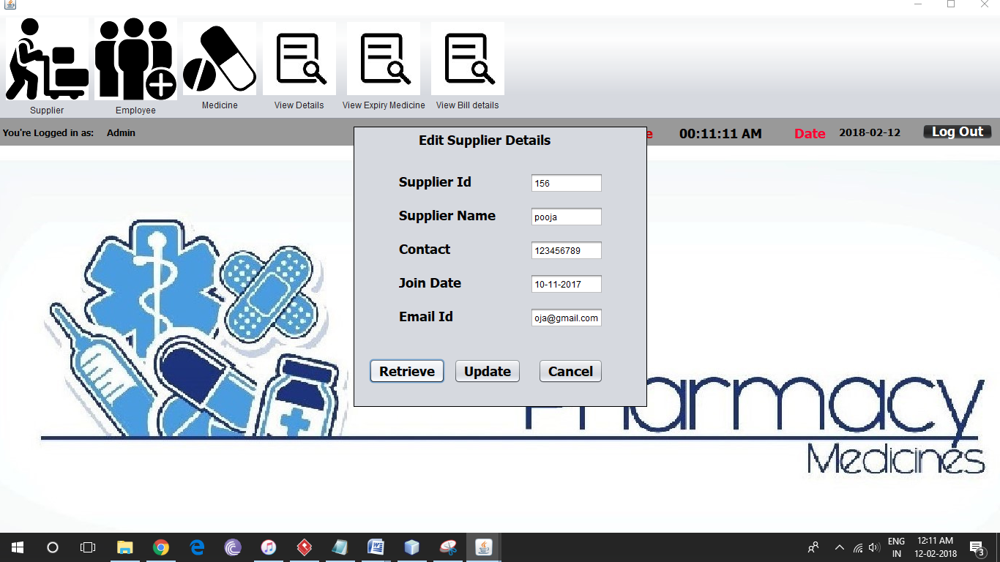 Supplier
Employee
Medicine
View Details
View Expiry Medicine
View Bill details
You're Logged in as: Admin
00:11:11 AM
Date
2018-02-12
Log Out
Edit Supplier Details
Supplier Id 156
Supplier Name pooja
Contact 123456789
Join Date 10-11-2017
Email Id oja@gmail.com
Retrieve Update Cancel
Pharmacy
Medicines
ENG
IN
12:11 AM
12-02-2018
3